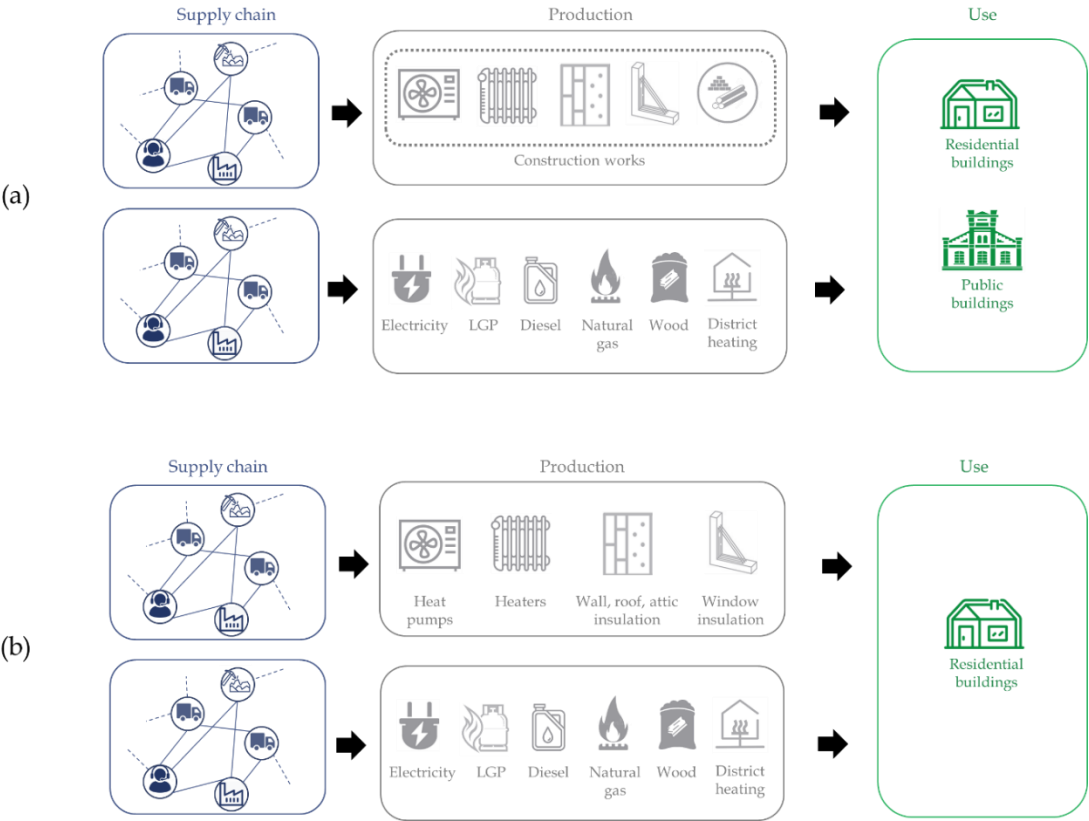 Supply chain
Production
Use
(a)
Construction works
Residential
buildings
Public
buildings
Electricity
LGP
Diesel
Natural
gas
Wood
District
heating
Supply chain
Production
Use
(b)
Heat
pumps
Heaters
Wall, roof, attic
insulation
Window
insulation
Residential
buildings
Electricity
LGP
Diesel
Natural
gas
Wood
District
heating